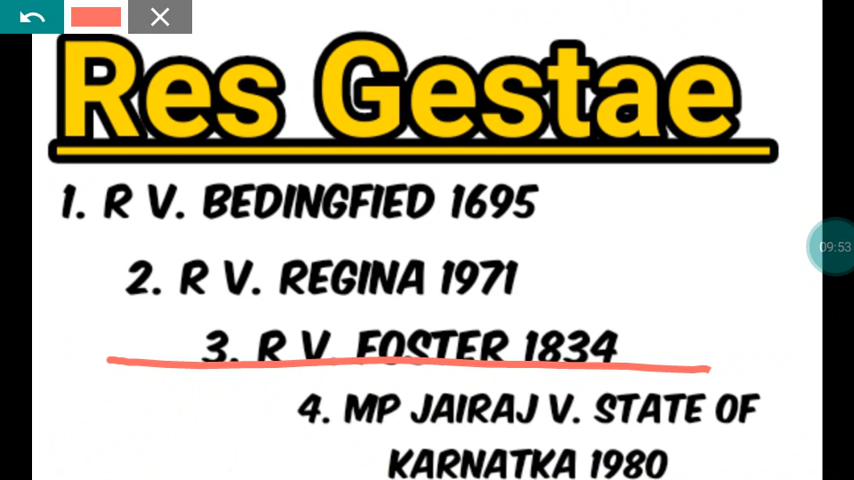 Res Gestae
1. R V. BEDINGFIED 1695
09:53
2. R V. REGINA 1971
3. R V. FOSTER 1834
4. MP JAIRAJ V. STATE OF
KARNATKA 1980